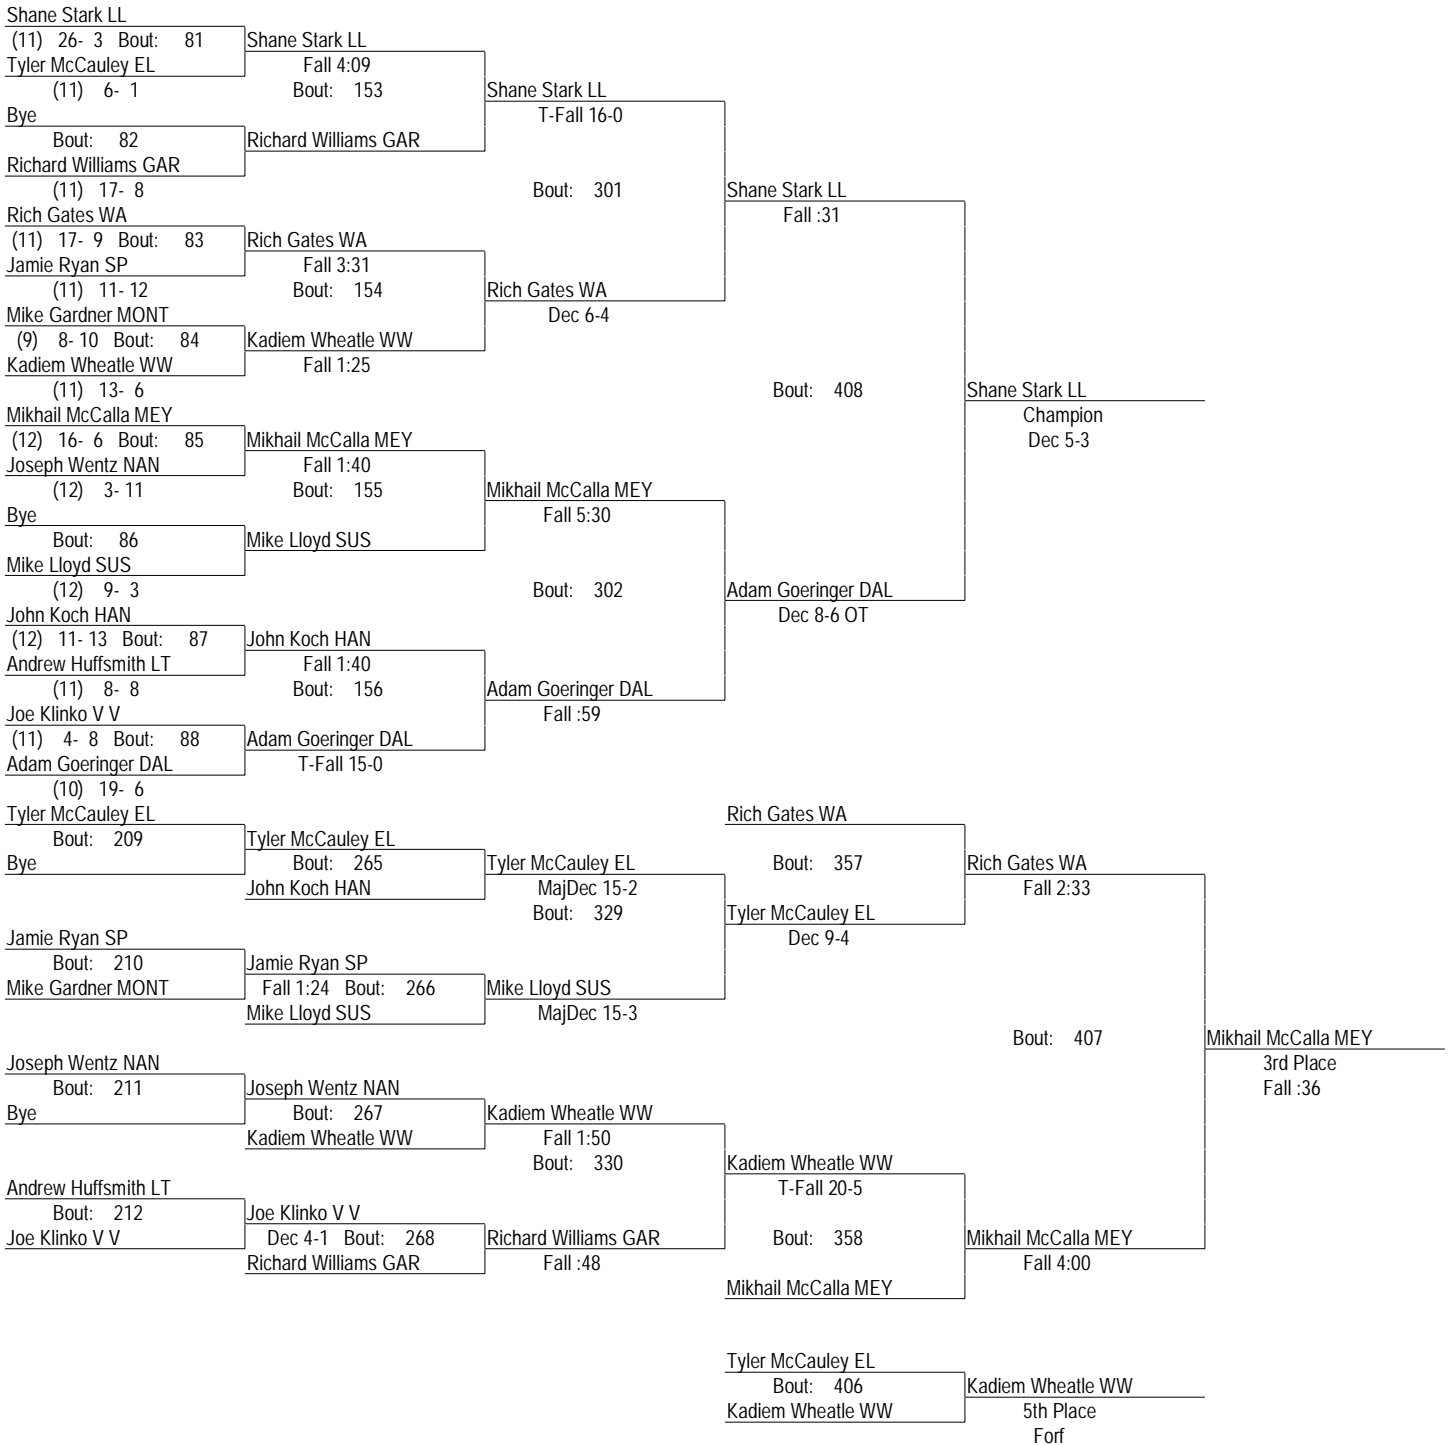 Shane Stark LL
(11) 26- 3 Bout: 81 Shane Stark LL
Tyler McCauley EL Fall 4:09
(11) 6- 1 Bout: 153 Shane Stark LL
Bye T-Fall 16-0
Bout: 82 Richard Williams GAR
Richard Williams GAR
(11) 17- 8 Bout: 301 Shane Stark LL
Rich Gates WA Fall :31
(11) 17- 9 Bout: 83 Rich Gates WA
Jamie Ryan SP Fall 3:31
(11) 11- 12 Bout: 154 Rich Gates WA
Mike Gardner MONT Dec 6-4
(9) 8- 10 Bout: 84 Kadiem Wheatle WW
Kadiem Wheatle WW Fall 1:25
(11) 13- 6 Bout: 408 Shane Stark LL
Mikhail McCalla MEY Champion
(12) 16- 6 Bout: 85 Mikhail McCalla MEY Dec 5-3
Joseph Wentz NAN Fall 1:40
(12) 3- 11 Bout: 155 Mikhail McCalla MEY
Bye Fall 5:30
Bout: 86 Mike Lloyd SUS
Mike Lloyd SUS
(12) 9- 3 Bout: 302 Adam Goeringer DAL
John Koch HAN Dec 8-6 OT
(12) 11- 13 Bout: 87 John Koch HAN
Andrew Huffsmith LT Fall 1:40
(11) 8- 8 Bout: 156 Adam Goeringer DAL
Joe Klinko V V Fall :59
(11) 4- 8 Bout: 88 Adam Goeringer DAL
Adam Goeringer DAL T-Fall 15-0
(10) 19- 6
Tyler McCauley EL Rich Gates WA
Bout: 209 Tyler McCauley EL
Bye Bout: 265 Tyler McCauley EL Bout: 357 Rich Gates WA
John Koch HAN MajDec 15-2 Fall 2:33
Bout: 329 Tyler McCauley EL
Jamie Ryan SP Dec 9-4
Bout: 210 Jamie Ryan SP
Mike Gardner MONT Fall 1:24 Bout: 266 Mike Lloyd SUS
Mike Lloyd SUS MajDec 15-3
Bout: 407 Mikhail McCalla MEY
Joseph Wentz NAN 3rd Place
Bout: 211 Joseph Wentz NAN Fall :36
Bye Bout: 267 Kadiem Wheatle WW
Kadiem Wheatle WW Fall 1:50
Bout: 330 Kadiem Wheatle WW
Andrew Huffsmith LT T-Fall 20-5
Bout: 212 Joe Klinko V V
Joe Klinko V V Dec 4-1 Bout: 268 Richard Williams GAR Bout: 358 Mikhail McCalla MEY
Richard Williams GAR Fall :48 Fall 4:00
Mikhail McCalla MEY
Tyler McCauley EL
Bout: 406 Kadiem Wheatle WW
Kadiem Wheatle WW 5th Place
Forf